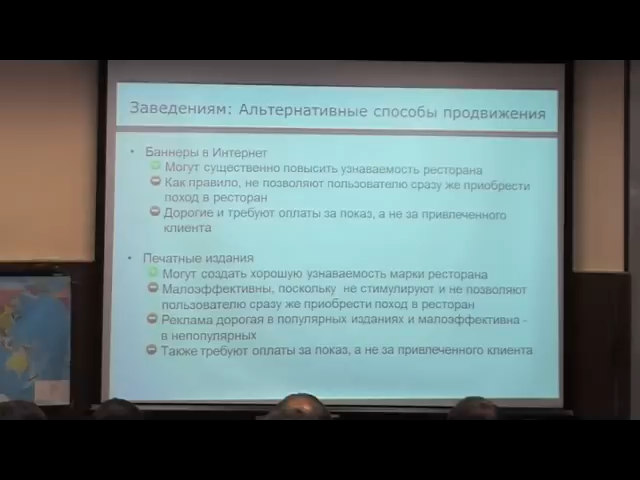 Заведениям: Альтернативные способы продвижения
• Баннеры в Интернет
Могут существенно повысить узнаваемость ресторана
Как правило, не позволяют пользователю сразу же приобрести
поход в ресторан
Дорогие и требуют оплаты за показ, а не за привлеченного
клиента
• Печатные издания
Могут создать хорошую узнаваемость марки ресторана
Малоэффективны, поскольку не стимулируют и не позволяют
пользователю сразу же приобрести поход в ресторан
Реклама дорогая в популярных изданиях и малоэффективна -
в непопулярных
Также требуют оплаты за показ, а не за привлеченного клиента